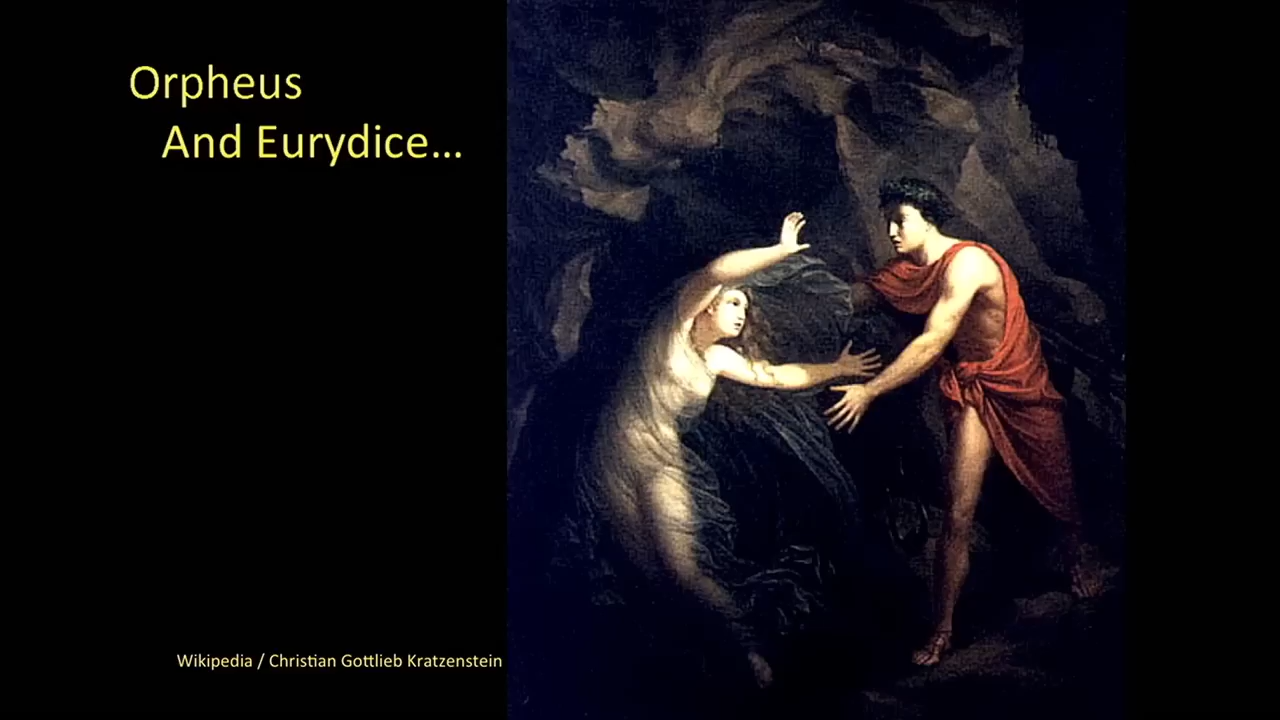 Orpheus
And Eurydice...
Wikipedia / Christian Gottlieb Kratzenstein